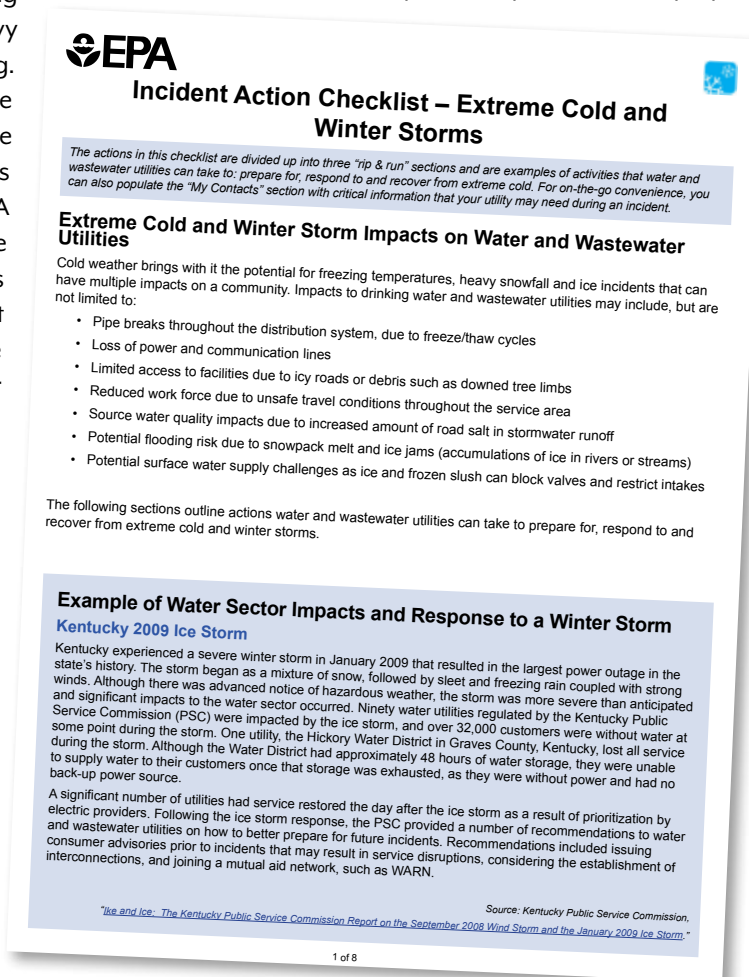 EPA
Incident Action Checklist – Extreme Cold and
Winter Storms
The actions in this checklist are divided up into three "rip & run" sections and are examples of activities that water and
wastewater utilities can take to: prepare for, respond to and recover from extreme cold. For on-the-go convenience, you
can also populate the "My Contacts" section with critical information that your utility may need during an incident.
Extreme Cold and Winter Storm Impacts on Water and Wastewater
Utilities
Cold weather brings with it the potential for freezing temperatures, heavy snowfall and ice incidents that can
have multiple impacts on a community. Impacts to drinking water and wastewater utilities may include, but are
not limited to:
• Pipe breaks throughout the distribution system, due to freeze/thaw cycles
• Loss of power and communication lines
• Limited access to facilities due to icy roads or debris such as downed tree limbs
• Reduced work force due to unsafe travel conditions throughout the service area
• Source water quality impacts due to increased amount of road salt in stormwater runoff
• Potential flooding risk due to snowpack melt and ice jams (accumulations of ice in rivers or streams)
• Potential surface water supply challenges as ice and frozen slush can block valves and restrict intakes
The following sections outline actions water and wastewater utilities can take to prepare for, respond to and
recover from extreme cold and winter storms.
Example of Water Sector Impacts and Response to a Winter Storm
Kentucky 2009 Ice Storm
Kentucky experienced a severe winter storm in January 2009 that resulted in the largest power outage in the
state's history. The storm began as a mixture of snow, followed by sleet and freezing rain coupled with strong
winds. Although there was advanced notice of hazardous weather, the storm was more severe than anticipated
and significant impacts to the water sector occurred. Ninety water utilities regulated by the Kentucky Public
Service Commission (PSC) were impacted by the ice storm, and over 32,000 customers were without water at
some point during the storm. One utility, the Hickory Water District in Graves County, Kentucky, lost all service
during the storm. Although the Water District had approximately 48 hours of water storage, they were unable
to supply water to their customers once that storage was exhausted, as they were without power and had no
back-up power source.
A significant number of utilities had service restored the day after the ice storm as a result of prioritization by
electric providers. Following the ice storm response, the PSC provided a number of recommendations to water
and wastewater utilities on how to better prepare for future incidents. Recommendations included issuing
consumer advisories prior to incidents that may result in service disruptions, considering the establishment of
interconnections, and joining a mutual aid network, such as WARN.
Source: Kentucky Public Service Commission,
"Ike and Ice: The Kentucky Public Service Commission Report on the September 2008 Wind Storm and the January 2009 Ice Storm."
1 of 8